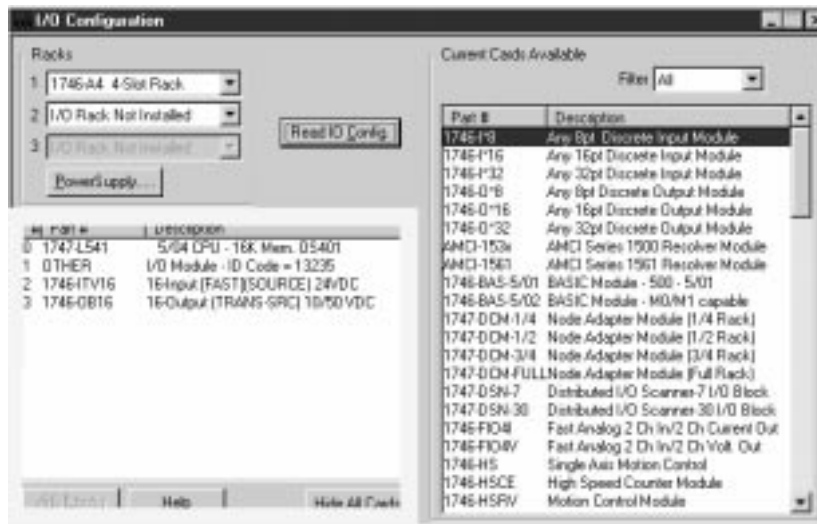 I/O Configuration
Racks
1 1746-A4 4-Slot Rack
2 I/O Rack Not Installed
3 I/O Rack Not Installed
Read IO Config.
PowerSupply....
# Part # Description
0 1747-L541 5/04 CPU - 16K Mem. OS401
1 OTHER I/O Module - ID Code = 13235
2 1746-ITV16 16-Input [FAST](SOURCE] 24VDC
3 1746-OB16 16-Output (TRANS-SRC] 10/50 VDC
Help
Hide All Cards
Current Cards Available
Filter All
Part # Description
1746-I*8 Any 8pt Discrete Input Module
1746-I*16 Any 16pt Discrete Input Module
1746-I*32 Any 32pt Discrete Input Module
1746-O*8 Any 8pt Discrete Output Module
1746-O*16 Any 16pt Discrete Output Module
1746-O*32 Any 32pt Discrete Output Module
AMCI-153x AMCI Series 1500 Resolver Module
AMCI-1561 AMCI Series 1561 Resolver Module
1746-BAS-5/01 BASIC Module - 500 - 5/01
1746-BAS-5/02 BASIC Module - M0/M1 capable
1747-DCM-1/4 Node Adapter Module (1/4 Rack)
1747-DCM-1/2 Node Adapter Module (1/2 Rack)
1747-DCM-3/4 Node Adapter Module (3/4 Rack)
1747-DCM-FULL Node Adapter Module (Full Rack)
1747-DSN-7 Distributed I/O Scanner-7 I/O Block
1747-DSN-30 Distributed I/O Scanner-30 I/O Block
1746-FIO4I Fast Analog 2 Ch In/2 Ch Current Out
1746-FIO4V Fast Analog 2 Ch In/2 Ch Volt. Out
1746-HS Single Axis Motion Control
1746-HSCE High Speed Counter Module
1746-HSRV Motion Control Module